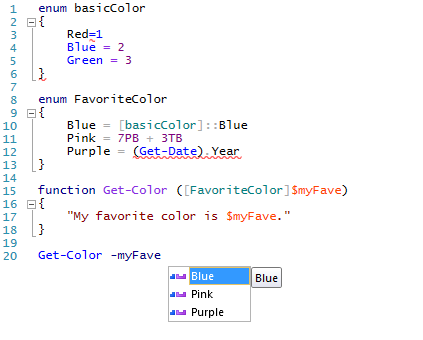 1 enum basicColor
2 {
3 Red=1
4 Blue = 2
5 Green = 3
6 }
7
8 enum FavoriteColor
9 {
10 Blue = [basicColor]::Blue
11 Pink = 7PB + 3TB
12 Purple = (Get-Date).Year
13 }
14
15 function Get-Color ([FavoriteColor]$myFave)
16 {
17 "My favorite color is $myFave."
18 }
19
20 Get-Color -myFave
Blue Blue
Pink
Purple